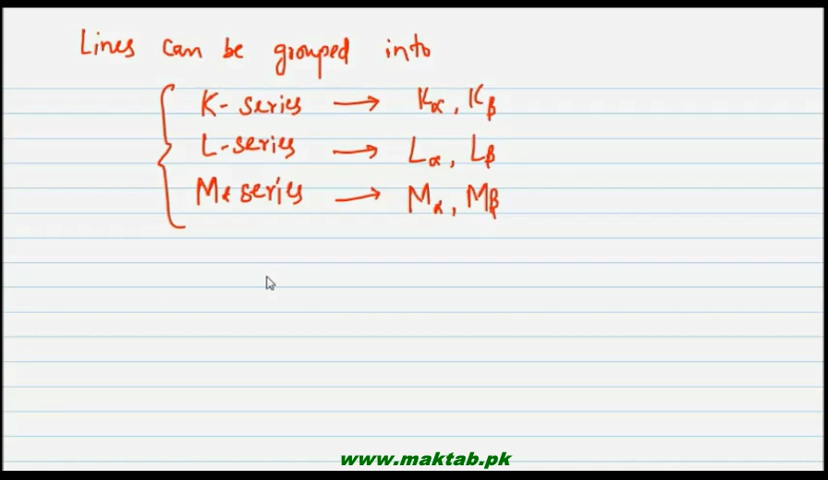 Lines can be grouped into
K- series → Kα, Kβ
L-series → Lα, Lβ
M series → Mα, Mβ
www.maktab.pk